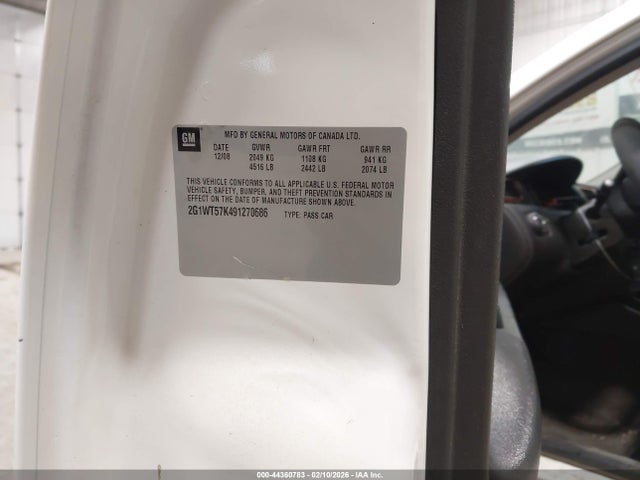 GM
MFD BY GENERAL MOTORS OF CANADA LTD.
DATE GVWR GAWR FRT GAWR RR
12/08 2049 KG 1108 KG 941 KG
4516 LB 2442 LB 2074 LB
THIS VEHICLE CONFORMS TO ALL APPLICABLE U.S. FEDERAL MOTOR
VEHICLE SAFETY, BUMPER, AND THEFT PREVENTION STANDARDS IN
EFFECT ON THE DATE OF MANUFACTURE SHOWN ABOVE.
2G1WT57K491270686 TYPE: PASS CAR
000-44360763 - 02/10/2026 - IAA Inc.